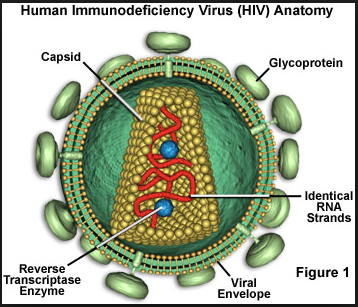 Human Immunodeficiency Virus (HIV) Anatomy
Capsid
Glycoprotein
Identical
RNA
Strands
Reverse
Transcriptase
Enzyme
Viral
Envelope
Figure 1